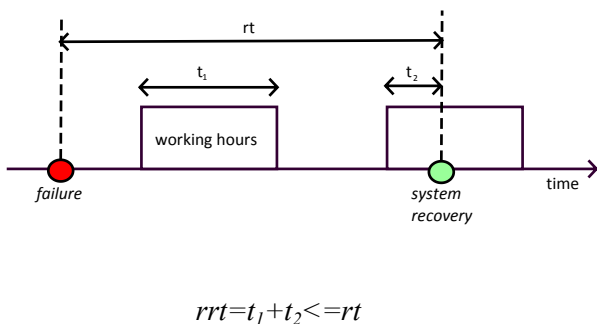 rt
t₁
t₂
working hours
time
failure
system
recovery
rrt=t₁+t₂<=rt